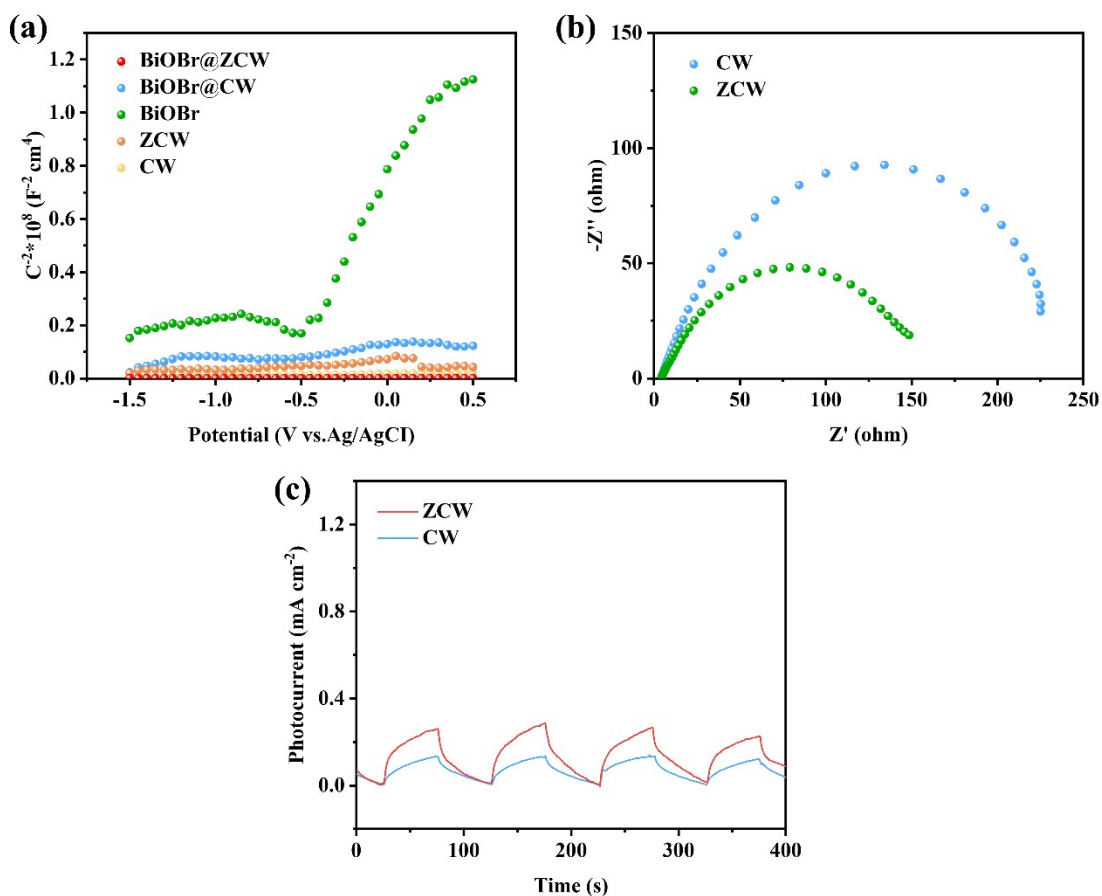 (a)
BiOBr@ZCW
BiOBr@CW
BiOBr
ZCW
CW
C⁻²*10⁸ (F⁻² cm⁴)
1.2
1.0
0.8
0.6
0.4
0.2
0.0
-1.5 -1.0 -0.5 0.0 0.5
Potential (V vs.Ag/AgCI)
(b)
CW
ZCW
-Z'' (ohm)
150
100
50
0
0 50 100 150 200 250
Z' (ohm)
(c)
ZCW
CW
Photocurrent (mA cm⁻²)
1.2
0.8
0.4
0.0
0 100 200 300 400
Time (s)